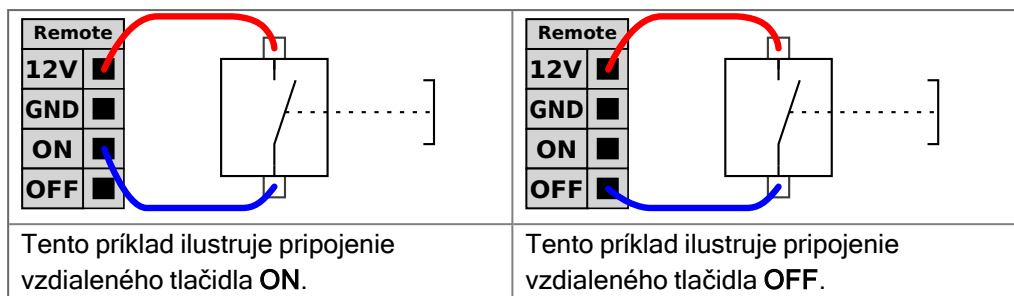 Remote
12V
GND
ON
OFF
Tento príklad ilustruje pripojenie
vzdialeného tlačidla ON.
Remote
12V
GND
ON
OFF
Tento príklad ilustruje pripojenie
vzdialeného tlačidla OFF.